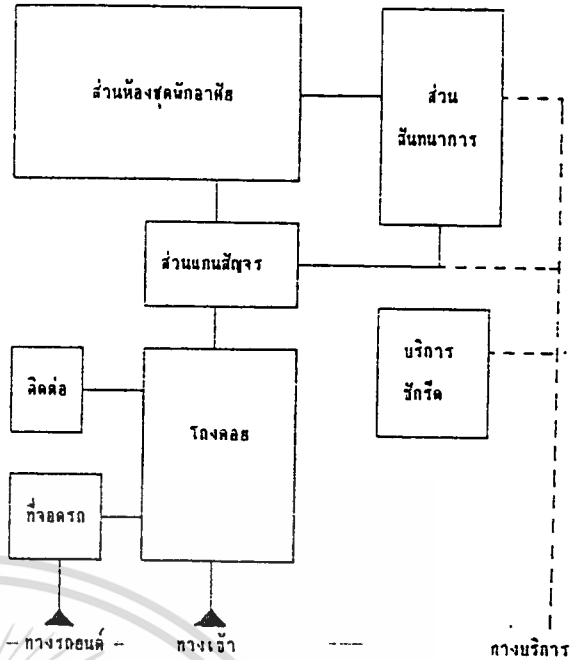 ส่วนห้องชุดพักอาศัย
ส่วน
สันทนาการ
ส่วนแกนสัญจร
ติดต่อ
โถงคอย
บริการ
ซักรีด
ที่จอดรถ
ทางรถยนต์
ทางเข้า
ทางบริการ